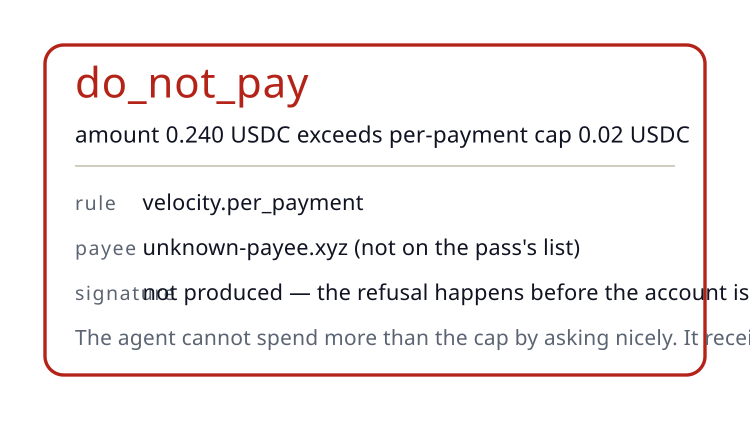 do_not_pay
amount 0.240 USDC exceeds per-payment cap 0.02 USDC
rule velocity.per_payment
payee unknown-payee.xyz (not on the pass's list)
signature not produced — the refusal happens before the account is
The agent cannot spend more than the cap by asking nicely. It